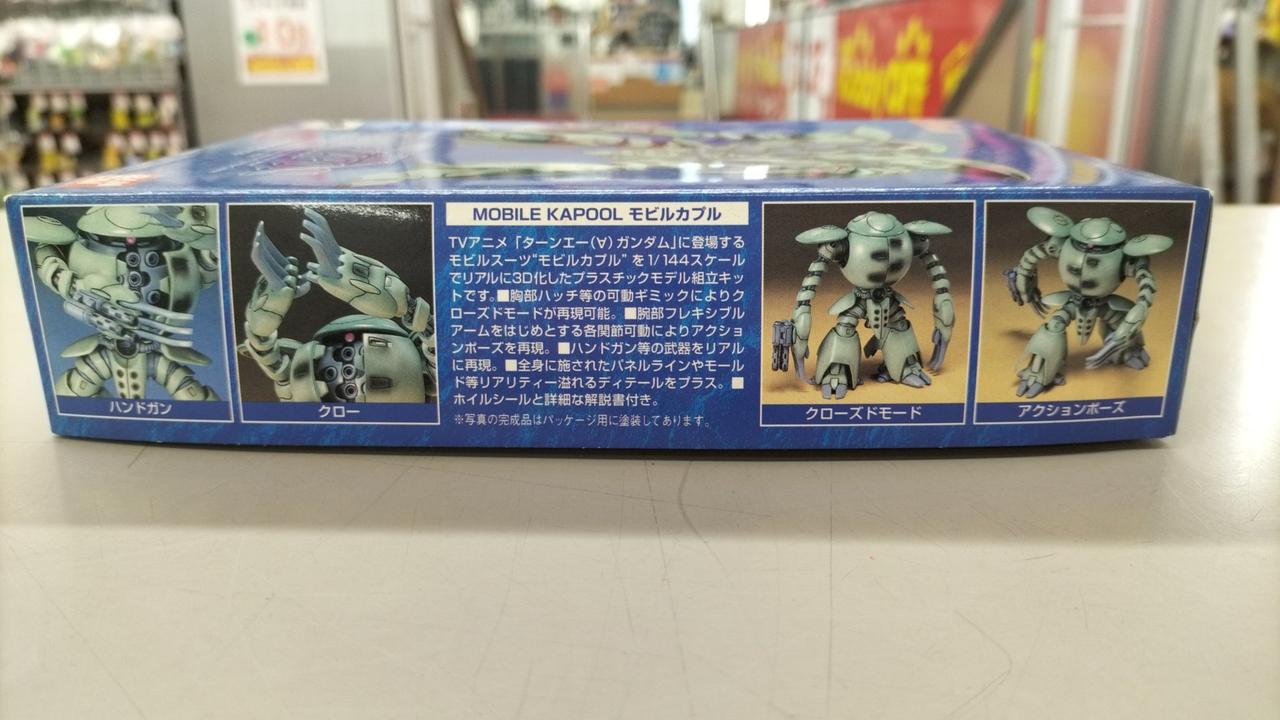 MOBILE KAPOOL モビルカプル
TVアニメ「ターンエー(∀)ガンダム」に登場する
モビルスーツ"モビルカプル" を1/144スケール
でリアルに3D化したプラスチックモデル組立キッ
トです。■胸部ハッチ等の可動ギミックによりク
ローズドモードが再現可能。■腕部フレキシブル
アームをはじめとする各関節可動によりアクショ
ンポーズを再現。■ハンドガン等の武器をリアル
に再現。■全身に施されたパネルラインやモール
ド等リアリティー溢れるディテールをプラス。■
ホイルシールと詳細な解説書付き。
※写真の完成品はパッケージ用に塗装してあります。
ハンドガン
クロー
クローズドモード
アクションポーズ